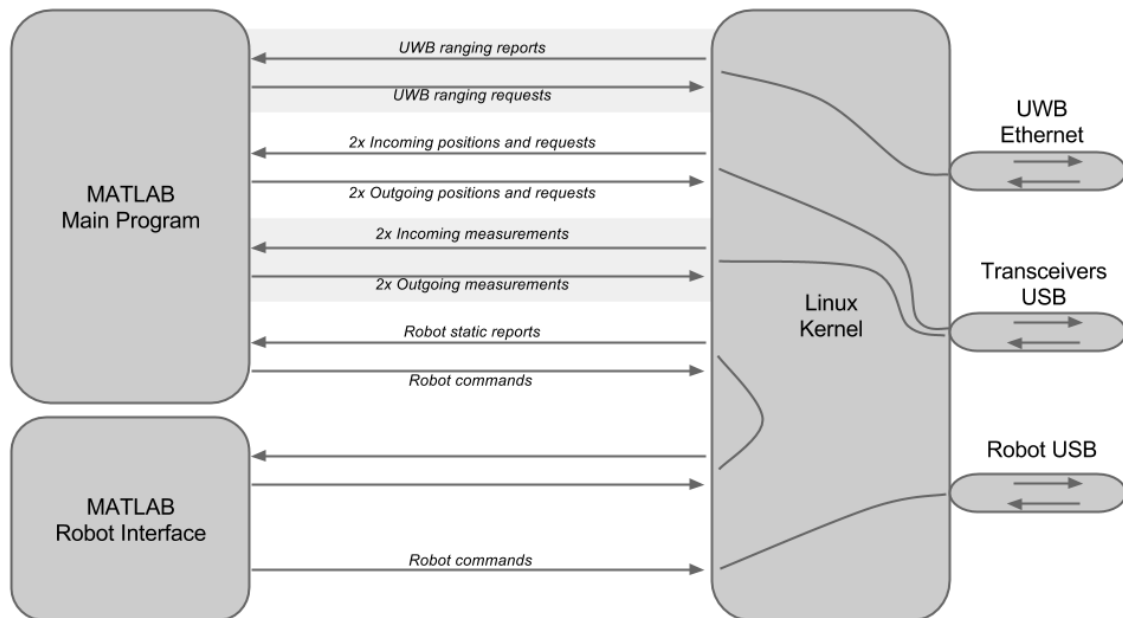 MATLAB
Main Program
UWB ranging reports
UWB ranging requests
2x Incoming positions and requests
2x Outgoing positions and requests
2x Incoming measurements
2x Outgoing measurements
Robot static reports
Robot commands
MATLAB
Robot Interface
Robot commands
Linux
Kernel
UWB
Ethernet
Transceivers
USB
Robot USB